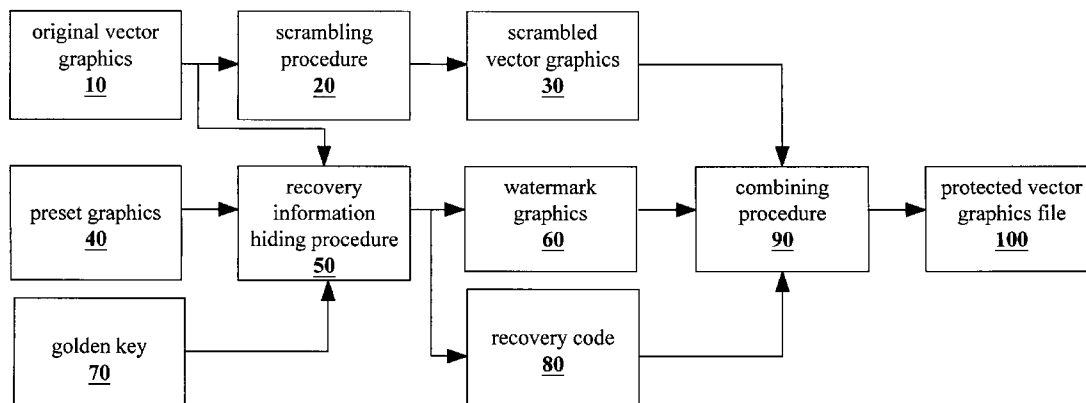 original vector
graphics
10
scrambling
procedure
20
scrambled
vector graphics
30
preset graphics
40
recovery
information
hiding procedure
50
watermark
graphics
60
combining
procedure
90
protected vector
graphics file
100
golden key
70
recovery code
80